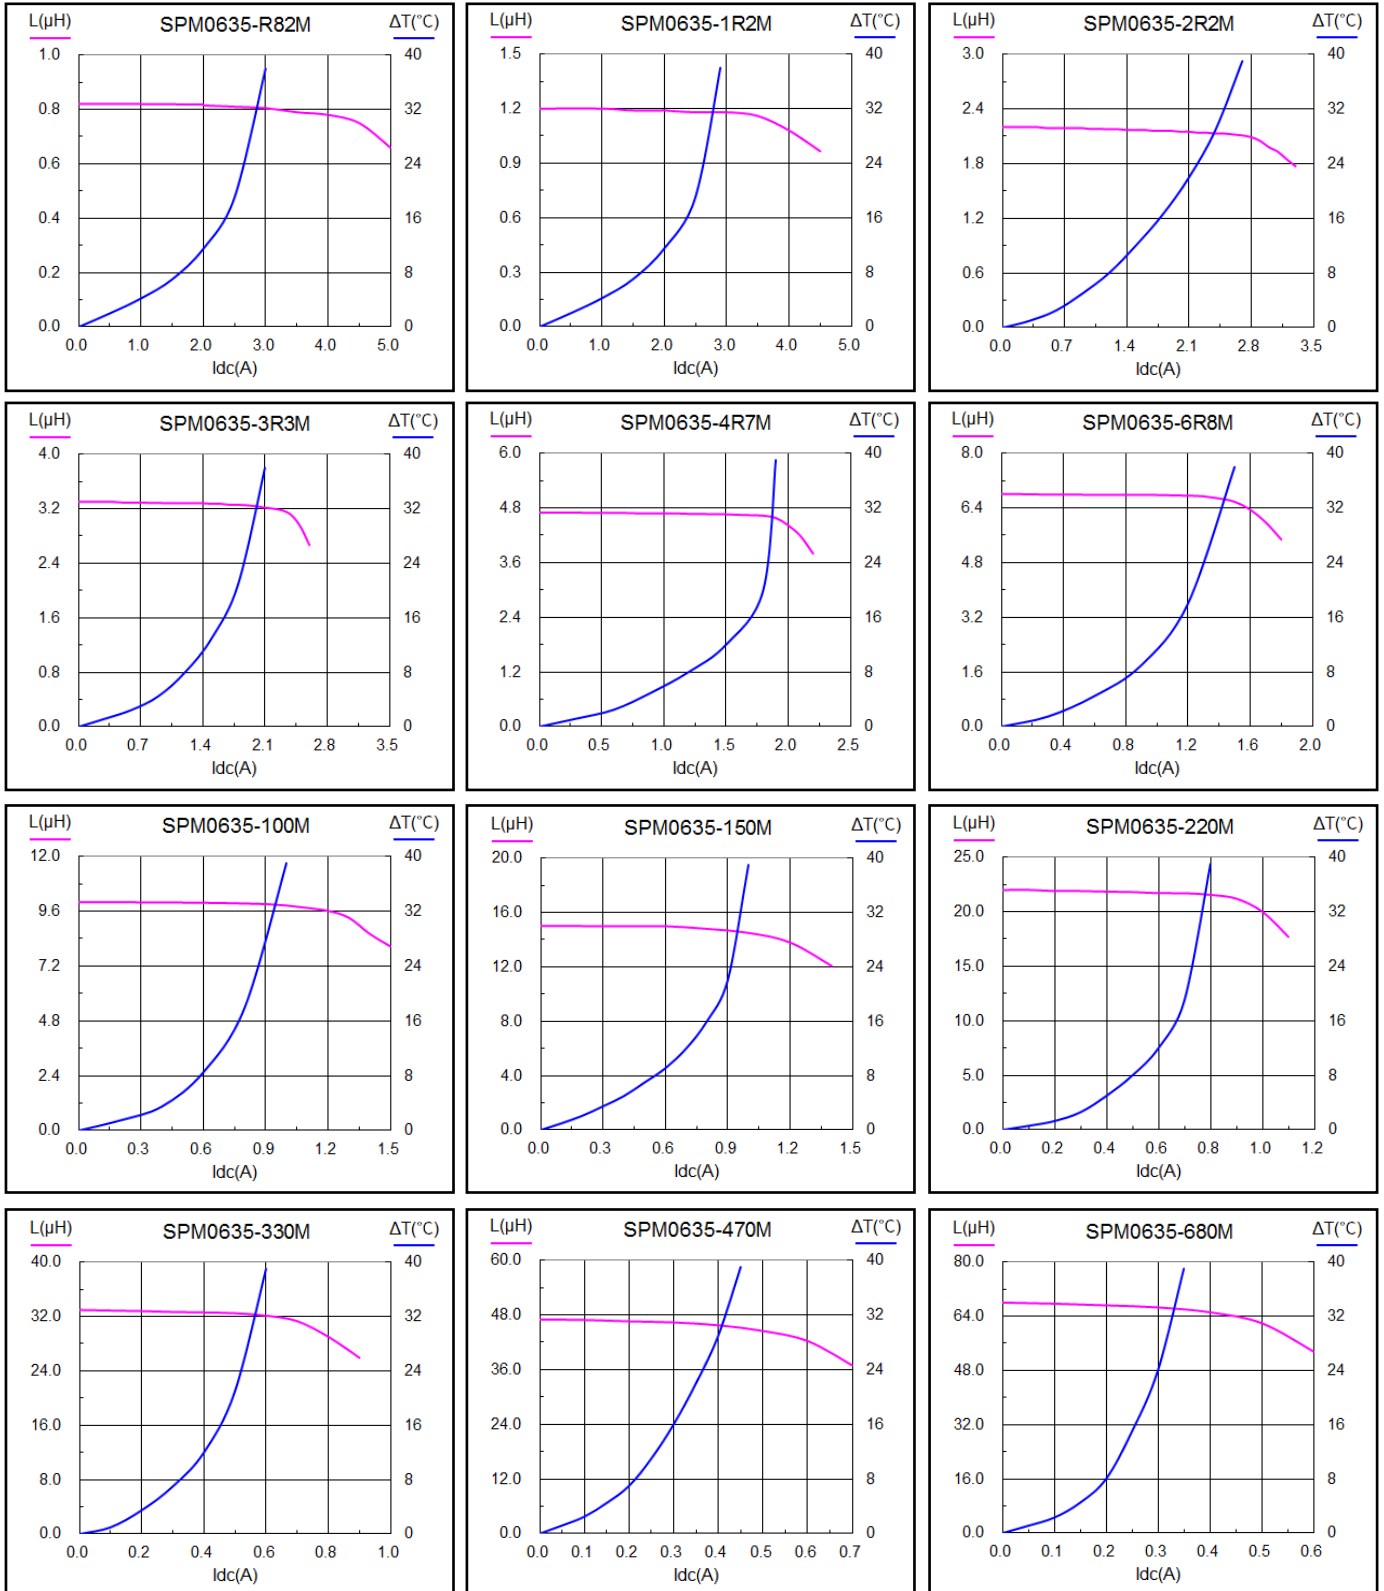 L(μH) SPM0635-R82M ΔT(°C)
1.0 40
0.8 32
0.6 24
0.4 16
0.2 8
0.0 0
0.0 1.0 2.0 3.0 4.0 5.0
Idc(A)
L(μH) SPM0635-1R2M ΔT(°C)
1.5 40
1.2 32
0.9 24
0.6 16
0.3 8
0.0 0
0.0 1.0 2.0 3.0 4.0 5.0
Idc(A)
L(μH) SPM0635-2R2M ΔT(°C)
3.0 40
2.4 32
1.8 24
1.2 16
0.6 8
0.0 0
0.0 0.7 1.4 2.1 2.8 3.5
Idc(A)
L(μH) SPM0635-3R3M ΔT(°C)
4.0 40
3.2 32
2.4 24
1.6 16
0.8 8
0.0 0
0.0 0.7 1.4 2.1 2.8 3.5
Idc(A)
L(μH) SPM0635-4R7M ΔT(°C)
6.0 40
4.8 32
3.6 24
2.4 16
1.2 8
0.0 0
0.0 0.5 1.0 1.5 2.0 2.5
Idc(A)
L(μH) SPM0635-6R8M ΔT(°C)
8.0 40
6.4 32
4.8 24
3.2 16
1.6 8
0.0 0
0.0 0.4 0.8 1.2 1.6 2.0
Idc(A)
L(μH) SPM0635-100M ΔT(°C)
12.0 40
9.6 32
7.2 24
4.8 16
2.4 8
0.0 0
0.0 0.3 0.6 0.9 1.2 1.5
Idc(A)
L(μH) SPM0635-150M ΔT(°C)
20.0 40
16.0 32
12.0 24
8.0 16
4.0 8
0.0 0
0.0 0.3 0.6 0.9 1.2 1.5
Idc(A)
L(μH) SPM0635-220M ΔT(°C)
25.0 40
20.0 32
15.0 24
10.0 16
5.0 8
0.0 0
0.0 0.2 0.4 0.6 0.8 1.0 1.2
Idc(A)
L(μH) SPM0635-330M ΔT(°C)
40.0 40
32.0 32
24.0 24
16.0 16
8.0 8
0.0 0
0.0 0.2 0.4 0.6 0.8 1.0
Idc(A)
L(μH) SPM0635-470M ΔT(°C)
60.0 40
48.0 32
36.0 24
24.0 16
12.0 8
0.0 0
0.0 0.1 0.2 0.3 0.4 0.5 0.6 0.7
Idc(A)
L(μH) SPM0635-680M ΔT(°C)
80.0 40
64.0 32
48.0 24
32.0 16
16.0 8
0.0 0
0.0 0.1 0.2 0.3 0.4 0.5 0.6
Idc(A)